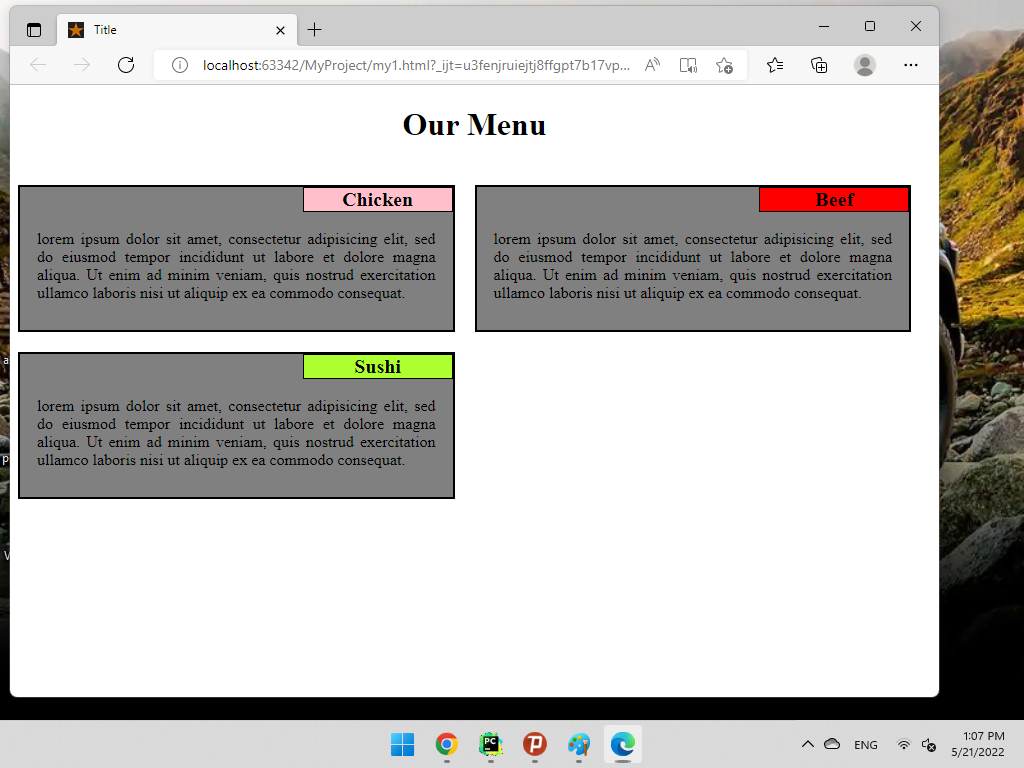 Title
localhost:63342/MyProject/my1.html?_ijt=u3fenjruiejtj8ffgpt7b17vp...
Our Menu
Chicken
lorem ipsum dolor sit amet, consectetur adipisicing elit, sed
do eiusmod tempor incididunt ut labore et dolore magna
aliqua. Ut enim ad minim veniam, quis nostrud exercitation
ullamco laboris nisi ut aliquip ex ea commodo consequat.
Beef
lorem ipsum dolor sit amet, consectetur adipisicing elit, sed
do eiusmod tempor incididunt ut labore et dolore magna
aliqua. Ut enim ad minim veniam, quis nostrud exercitation
ullamco laboris nisi ut aliquip ex ea commodo consequat.
Sushi
lorem ipsum dolor sit amet, consectetur adipisicing elit, sed
do eiusmod tempor incididunt ut labore et dolore magna
aliqua. Ut enim ad minim veniam, quis nostrud exercitation
ullamco laboris nisi ut aliquip ex ea commodo consequat.
PC
ENG
1:07 PM
5/21/2022